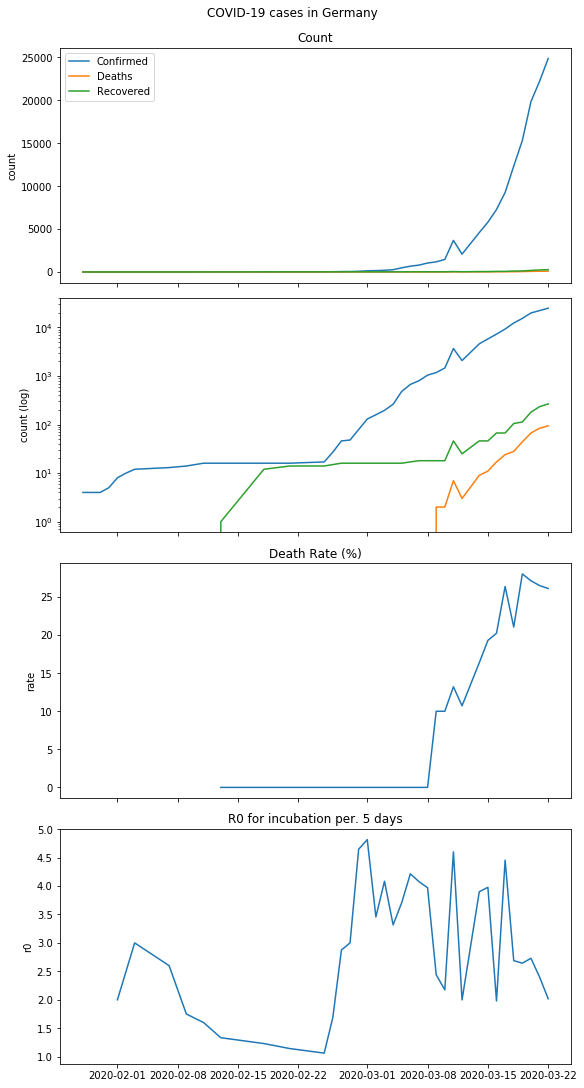 COVID-19 cases in Germany
Count
Confirmed
Deaths
Recovered
25000
20000
15000
10000
5000
0
count
10^4
10^3
10^2
10^1
10^0
count (log)
Death Rate (%)
25
20
15
10
5
0
rate
R0 for incubation per. 5 days
5.0
4.5
4.0
3.5
3.0
2.5
2.0
1.5
1.0
r0
2020-02-01 2020-02-08 2020-02-15 2020-02-22 2020-03-01 2020-03-08 2020-03-15 2020-03-22